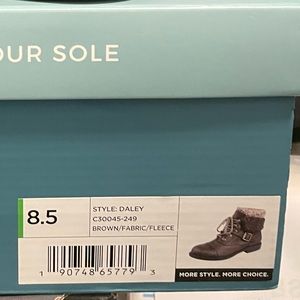 OUR SOLE
8.5
STYLE: DALEY
C30045-249
BROWN/FABRIC/FLEECE
1 90748 65779 3
MORE STYLE. MORE CHOICE.